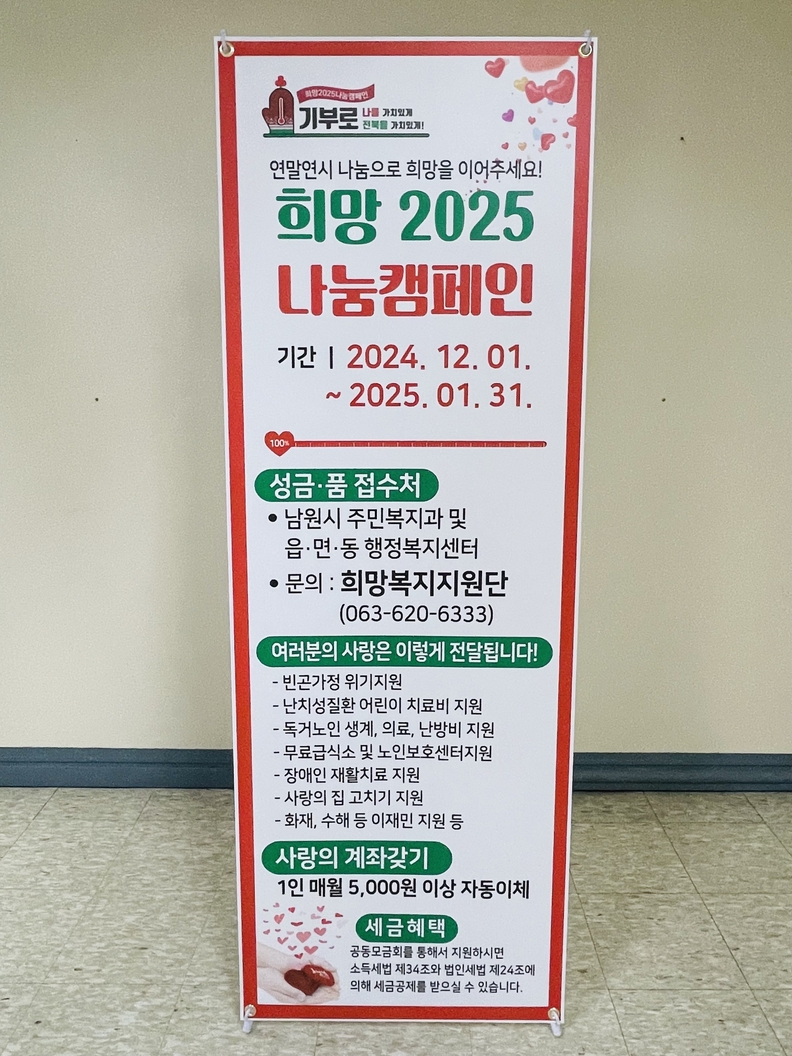 희망2025나눔캠페인
기부로 나를 가치있게
전북을 가치있게!
연말연시 나눔으로 희망을 이어주세요!
희망 2025
나눔캠페인
기간 | 2024. 12. 01.
~ 2025. 01. 31.
100%
성금·품 접수처
• 남원시 주민복지과 및
읍·면·동 행정복지센터
• 문의 : 희망복지지원단
(063-620-6333)
여러분의 사랑은 이렇게 전달됩니다!
- 빈곤가정 위기지원
- 난치성질환 어린이 치료비 지원
- 독거노인 생계, 의료, 난방비 지원
- 무료급식소 및 노인보호센터지원
- 장애인 재활치료 지원
- 사랑의 집 고치기 지원
- 화재, 수해 등 이재민 지원 등
사랑의 계좌갖기
1인 매월 5,000원 이상 자동이체
세금혜택
공동모금회를 통해서 지원하시면
소득세법 제34조와 법인세법 제24조에
의해 세금공제를 받으실 수 있습니다.